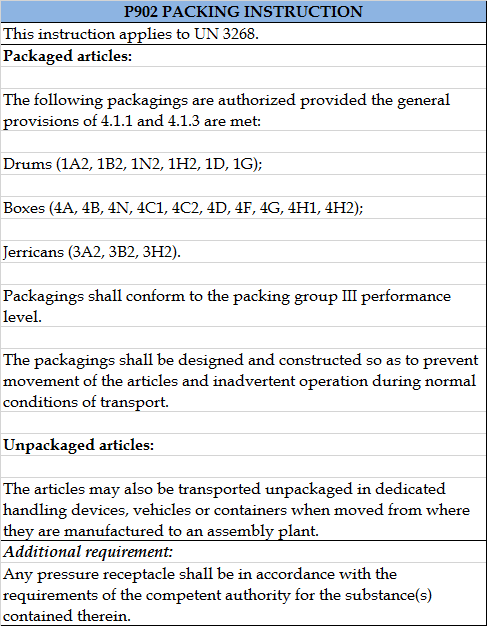 P902 PACKING INSTRUCTION
This instruction applies to UN 3268.
Packaged articles:
The following packagings are authorized provided the general
provisions of 4.1.1 and 4.1.3 are met:
Drums (1A2, 1B2, 1N2, 1H2, 1D, 1G);
Boxes (4A, 4B, 4N, 4C1, 4C2, 4D, 4F, 4G, 4H1, 4H2);
Jerricans (3A2, 3B2, 3H2).
Packagings shall conform to the packing group III performance
level.
The packagings shall be designed and constructed so as to prevent
movement of the articles and inadvertent operation during normal
conditions of transport.
Unpackaged articles:
The articles may also be transported unpackaged in dedicated
handling devices, vehicles or containers when moved from where
they are manufactured to an assembly plant.
Additional requirement:
Any pressure receptacle shall be in accordance with the
requirements of the competent authority for the substance(s)
contained therein.